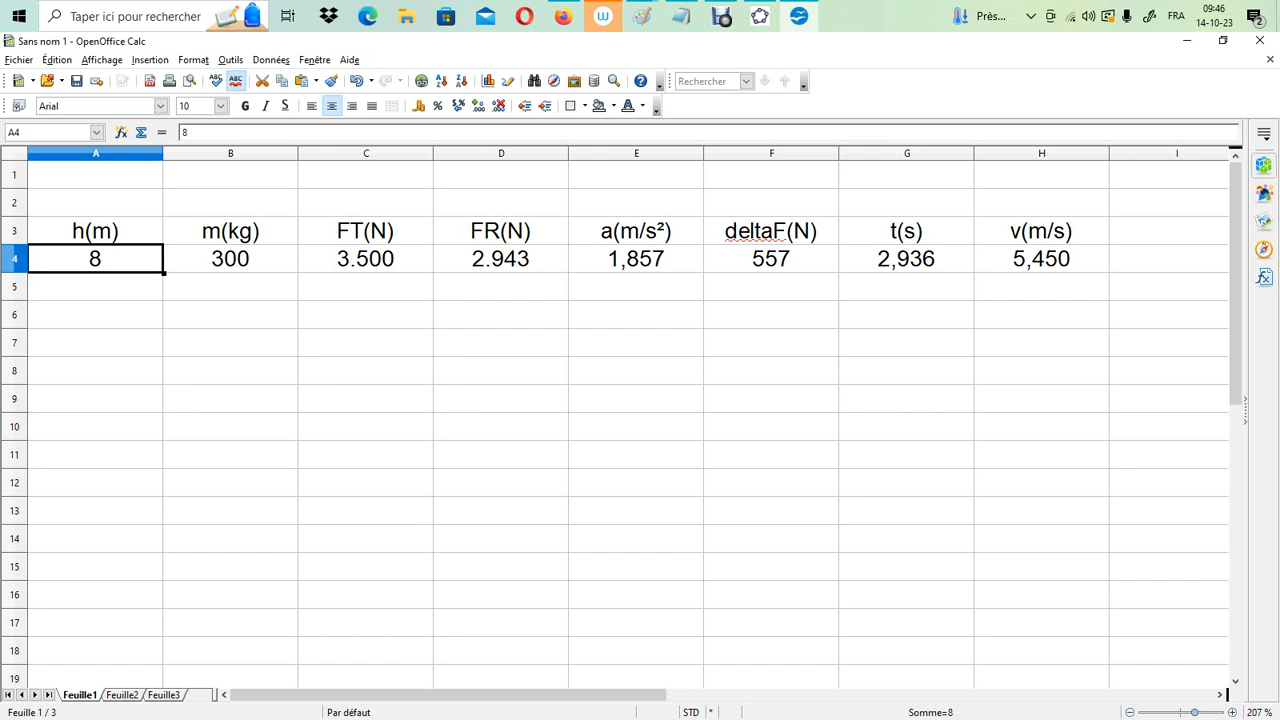 Taper ici pour rechercher
Près...
FRA
09:46
14-10-23
2
Sans nom 1 - OpenOffice Calc
Fichier Édition Affichage Insertion Format Outils Données Fenêtre Aide
Rechercher
Arial 10 G I S
A4 8
A B C D E F G H I
1
2
3 h(m) m(kg) FT(N) FR(N) a(m/s²) deltaF(N) t(s) v(m/s)
4 8 300 3.500 2.943 1,857 557 2,936 5,450
5
6
7
8
9
10
11
12
13
14
15
16
17
18
19
Feuille1 Feuille2 Feuille3
Feuille 1 / 3 Par défaut STD * Somme=8 207 %